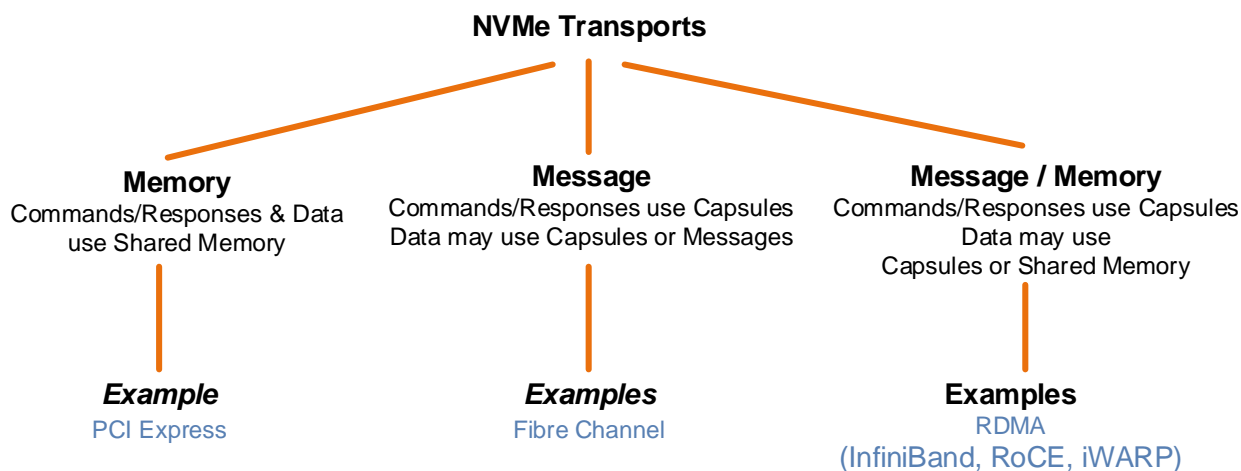 NVMe Transports
Memory
Commands/Responses & Data
use Shared Memory
Example
PCI Express
Message
Commands/Responses use Capsules
Data may use Capsules or Messages
Examples
Fibre Channel
Message / Memory
Commands/Responses use Capsules
Data may use
Capsules or Shared Memory
Examples
RDMA
(InfiniBand, RoCE, iWARP)